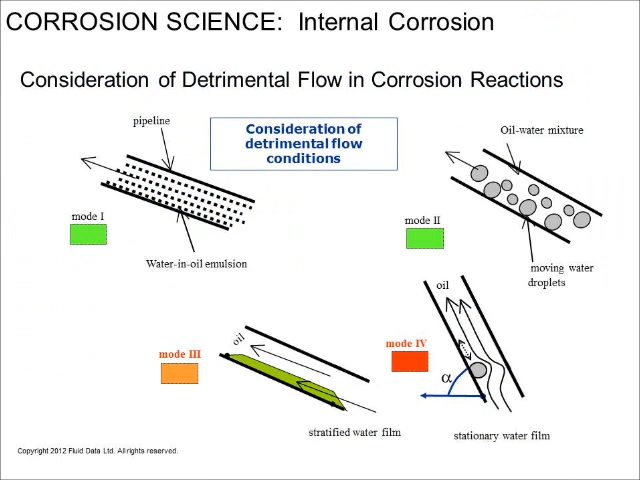 CORROSION SCIENCE: Internal Corrosion
Consideration of Detrimental Flow in Corrosion Reactions
pipeline
Consideration of
detrimental flow
conditions
Oil-water mixture
mode I
mode II
Water-in-oil emulsion
moving water
droplets
oil
oil
mode III
mode IV
α
stratified water film
stationary water film
Copyright 2012 Fluid Data Ltd. All rights reserved.